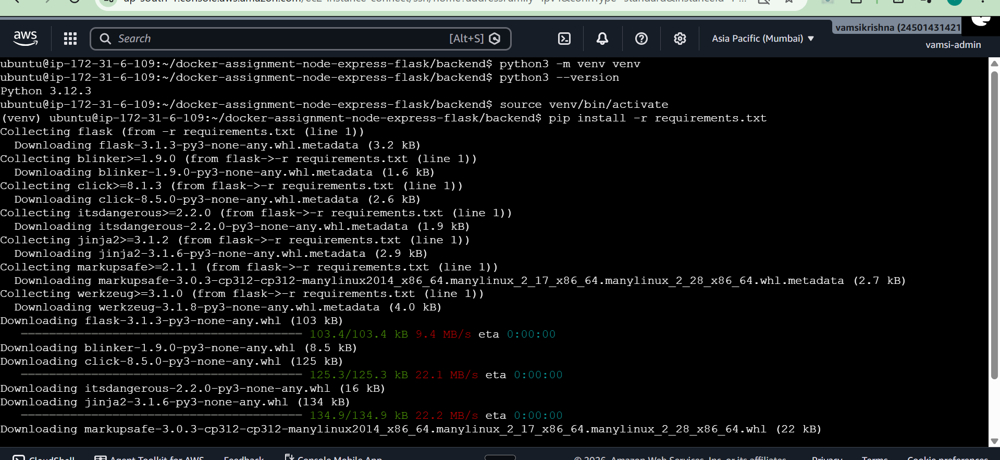 aws
Search [Alt+S]
Asia Pacific (Mumbai) ▼
vamsikrishna (24501431421
vamsi-admin
ubuntu@ip-172-31-6-109:~/docker-assignment-node-express-flask/backend$ python3 -m venv venv
ubuntu@ip-172-31-6-109:~/docker-assignment-node-express-flask/backend$ python3 --version
Python 3.12.3
ubuntu@ip-172-31-6-109:~/docker-assignment-node-express-flask/backend$ source venv/bin/activate
(venv) ubuntu@ip-172-31-6-109:~/docker-assignment-node-express-flask/backend$ pip install -r requirements.txt
Collecting flask (from -r requirements.txt (line 1))
  Downloading flask-3.1.3-py3-none-any.whl.metadata (3.2 kB)
Collecting blinker>=1.9.0 (from flask->-r requirements.txt (line 1))
  Downloading blinker-1.9.0-py3-none-any.whl.metadata (1.6 kB)
Collecting click>=8.1.3 (from flask->-r requirements.txt (line 1))
  Downloading click-8.5.0-py3-none-any.whl.metadata (2.6 kB)
Collecting itsdangerous>=2.2.0 (from flask->-r requirements.txt (line 1))
  Downloading itsdangerous-2.2.0-py3-none-any.whl.metadata (1.9 kB)
Collecting jinja2>=3.1.2 (from flask->-r requirements.txt (line 1))
  Downloading jinja2-3.1.6-py3-none-any.whl.metadata (2.9 kB)
Collecting markupsafe>=2.1.1 (from flask->-r requirements.txt (line 1))
  Downloading markupsafe-3.0.3-cp312-cp312-manylinux2014_x86_64.manylinux_2_17_x86_64.manylinux_2_28_x86_64.whl.metadata (2.7 kB)
Collecting werkzeug>=3.1.0 (from flask->-r requirements.txt (line 1))
  Downloading werkzeug-3.1.8-py3-none-any.whl.metadata (4.0 kB)
Downloading flask-3.1.3-py3-none-any.whl (103 kB)
103.4/103.4 kB 9.4 MB/s eta 0:00:00
Downloading blinker-1.9.0-py3-none-any.whl (8.5 kB)
Downloading click-8.5.0-py3-none-any.whl (125 kB)
125.3/125.3 kB 22.1 MB/s eta 0:00:00
Downloading itsdangerous-2.2.0-py3-none-any.whl (16 kB)
Downloading jinja2-3.1.6-py3-none-any.whl (134 kB)
134.9/134.9 kB 22.2 MB/s eta 0:00:00
Downloading markupsafe-3.0.3-cp312-cp312-manylinux2014_x86_64.manylinux_2_17_x86_64.manylinux_2_28_x86_64.whl (22 kB)
CloudShell Agent Toolkit for AWS Feedback Console Mobile App © 2026, Amazon Web Services, Inc. or its affiliates. Privacy Terms Cookie preferences